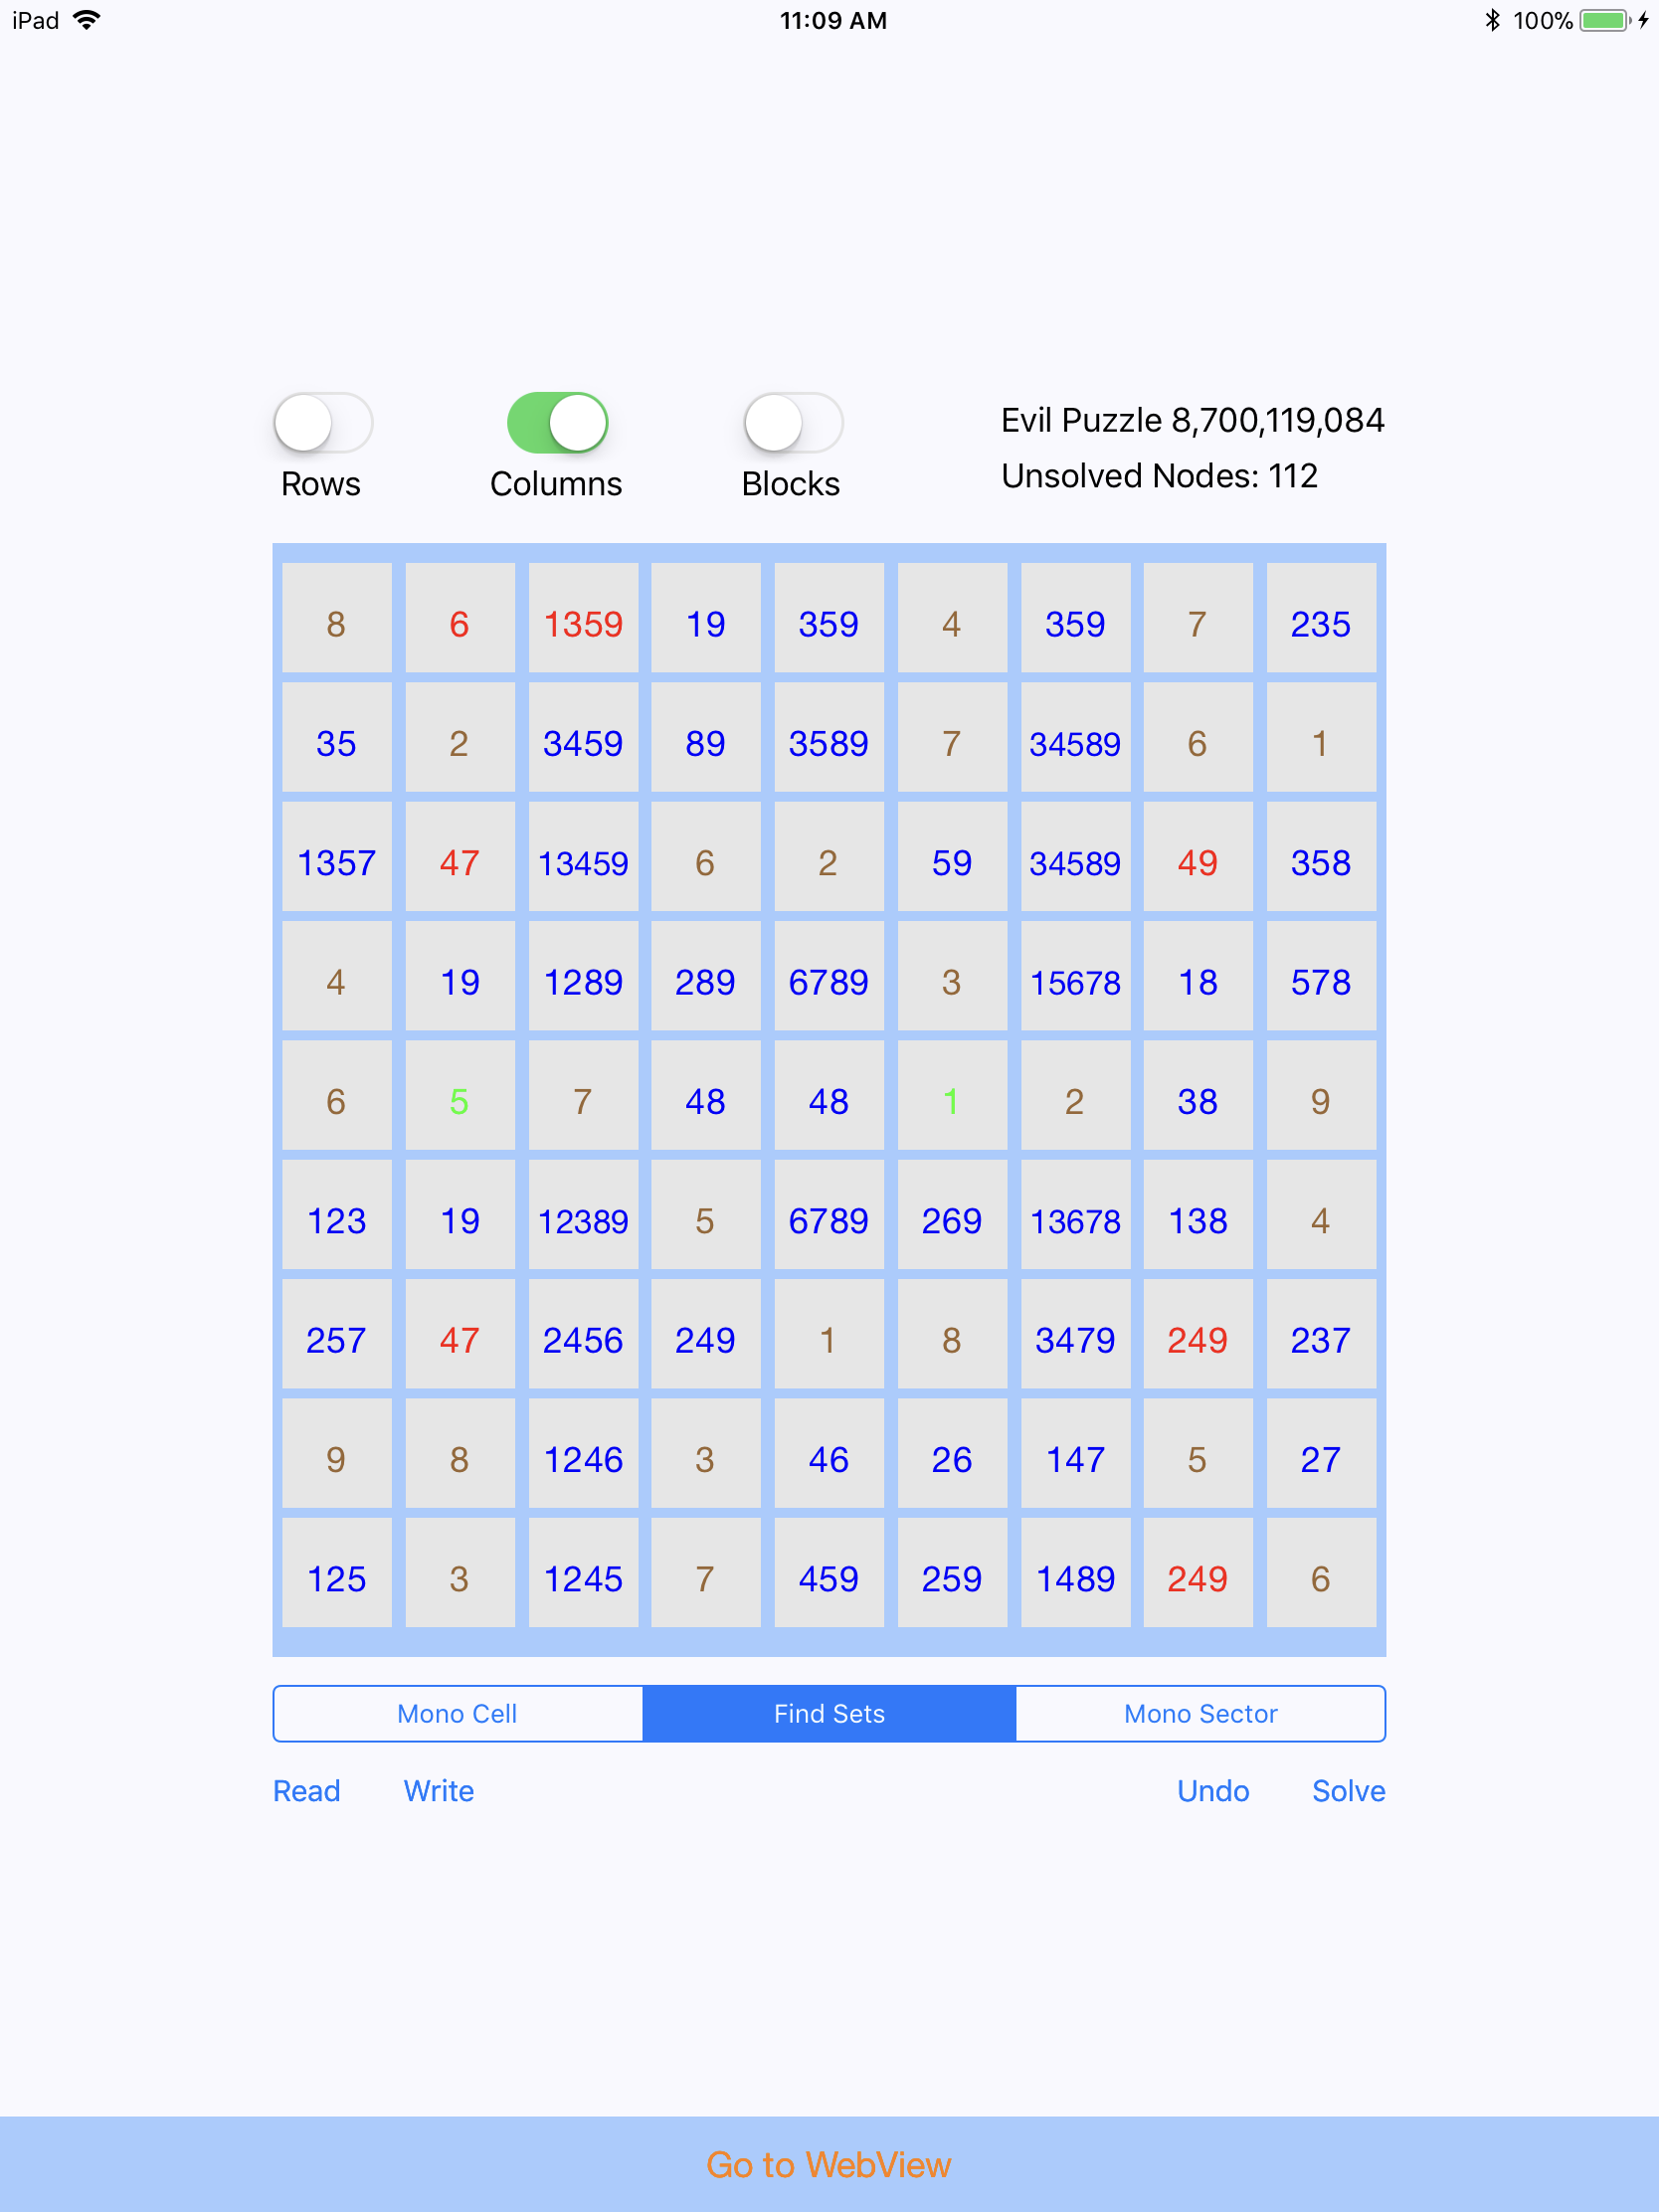 iPad 11:09 AM 100%
Rows Columns Blocks
Evil Puzzle 8,700,119,084
Unsolved Nodes: 112
8 6 1359 19 359 4 359 7 235
35 2 3459 89 3589 7 34589 6 1
1357 47 13459 6 2 59 34589 49 358
4 19 1289 289 6789 3 15678 18 578
6 5 7 48 48 1 2 38 9
123 19 12389 5 6789 269 13678 138 4
257 47 2456 249 1 8 3479 249 237
9 8 1246 3 46 26 147 5 27
125 3 1245 7 459 259 1489 249 6
Mono Cell Find Sets Mono Sector
Read Write Undo Solve
Go to WebView